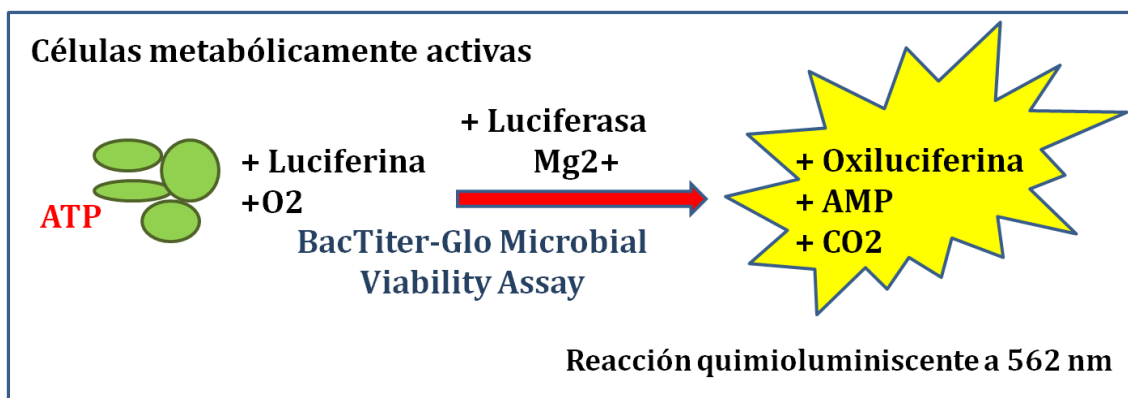 Células metabólicamente activas
ATP
+ Luciferina
+O2
+ Luciferasa
Mg2+
BacTiter-Glo Microbial
Viability Assay
+ Oxiluciferina
+ AMP
+ CO2
Reacción quimioluminiscente a 562 nm